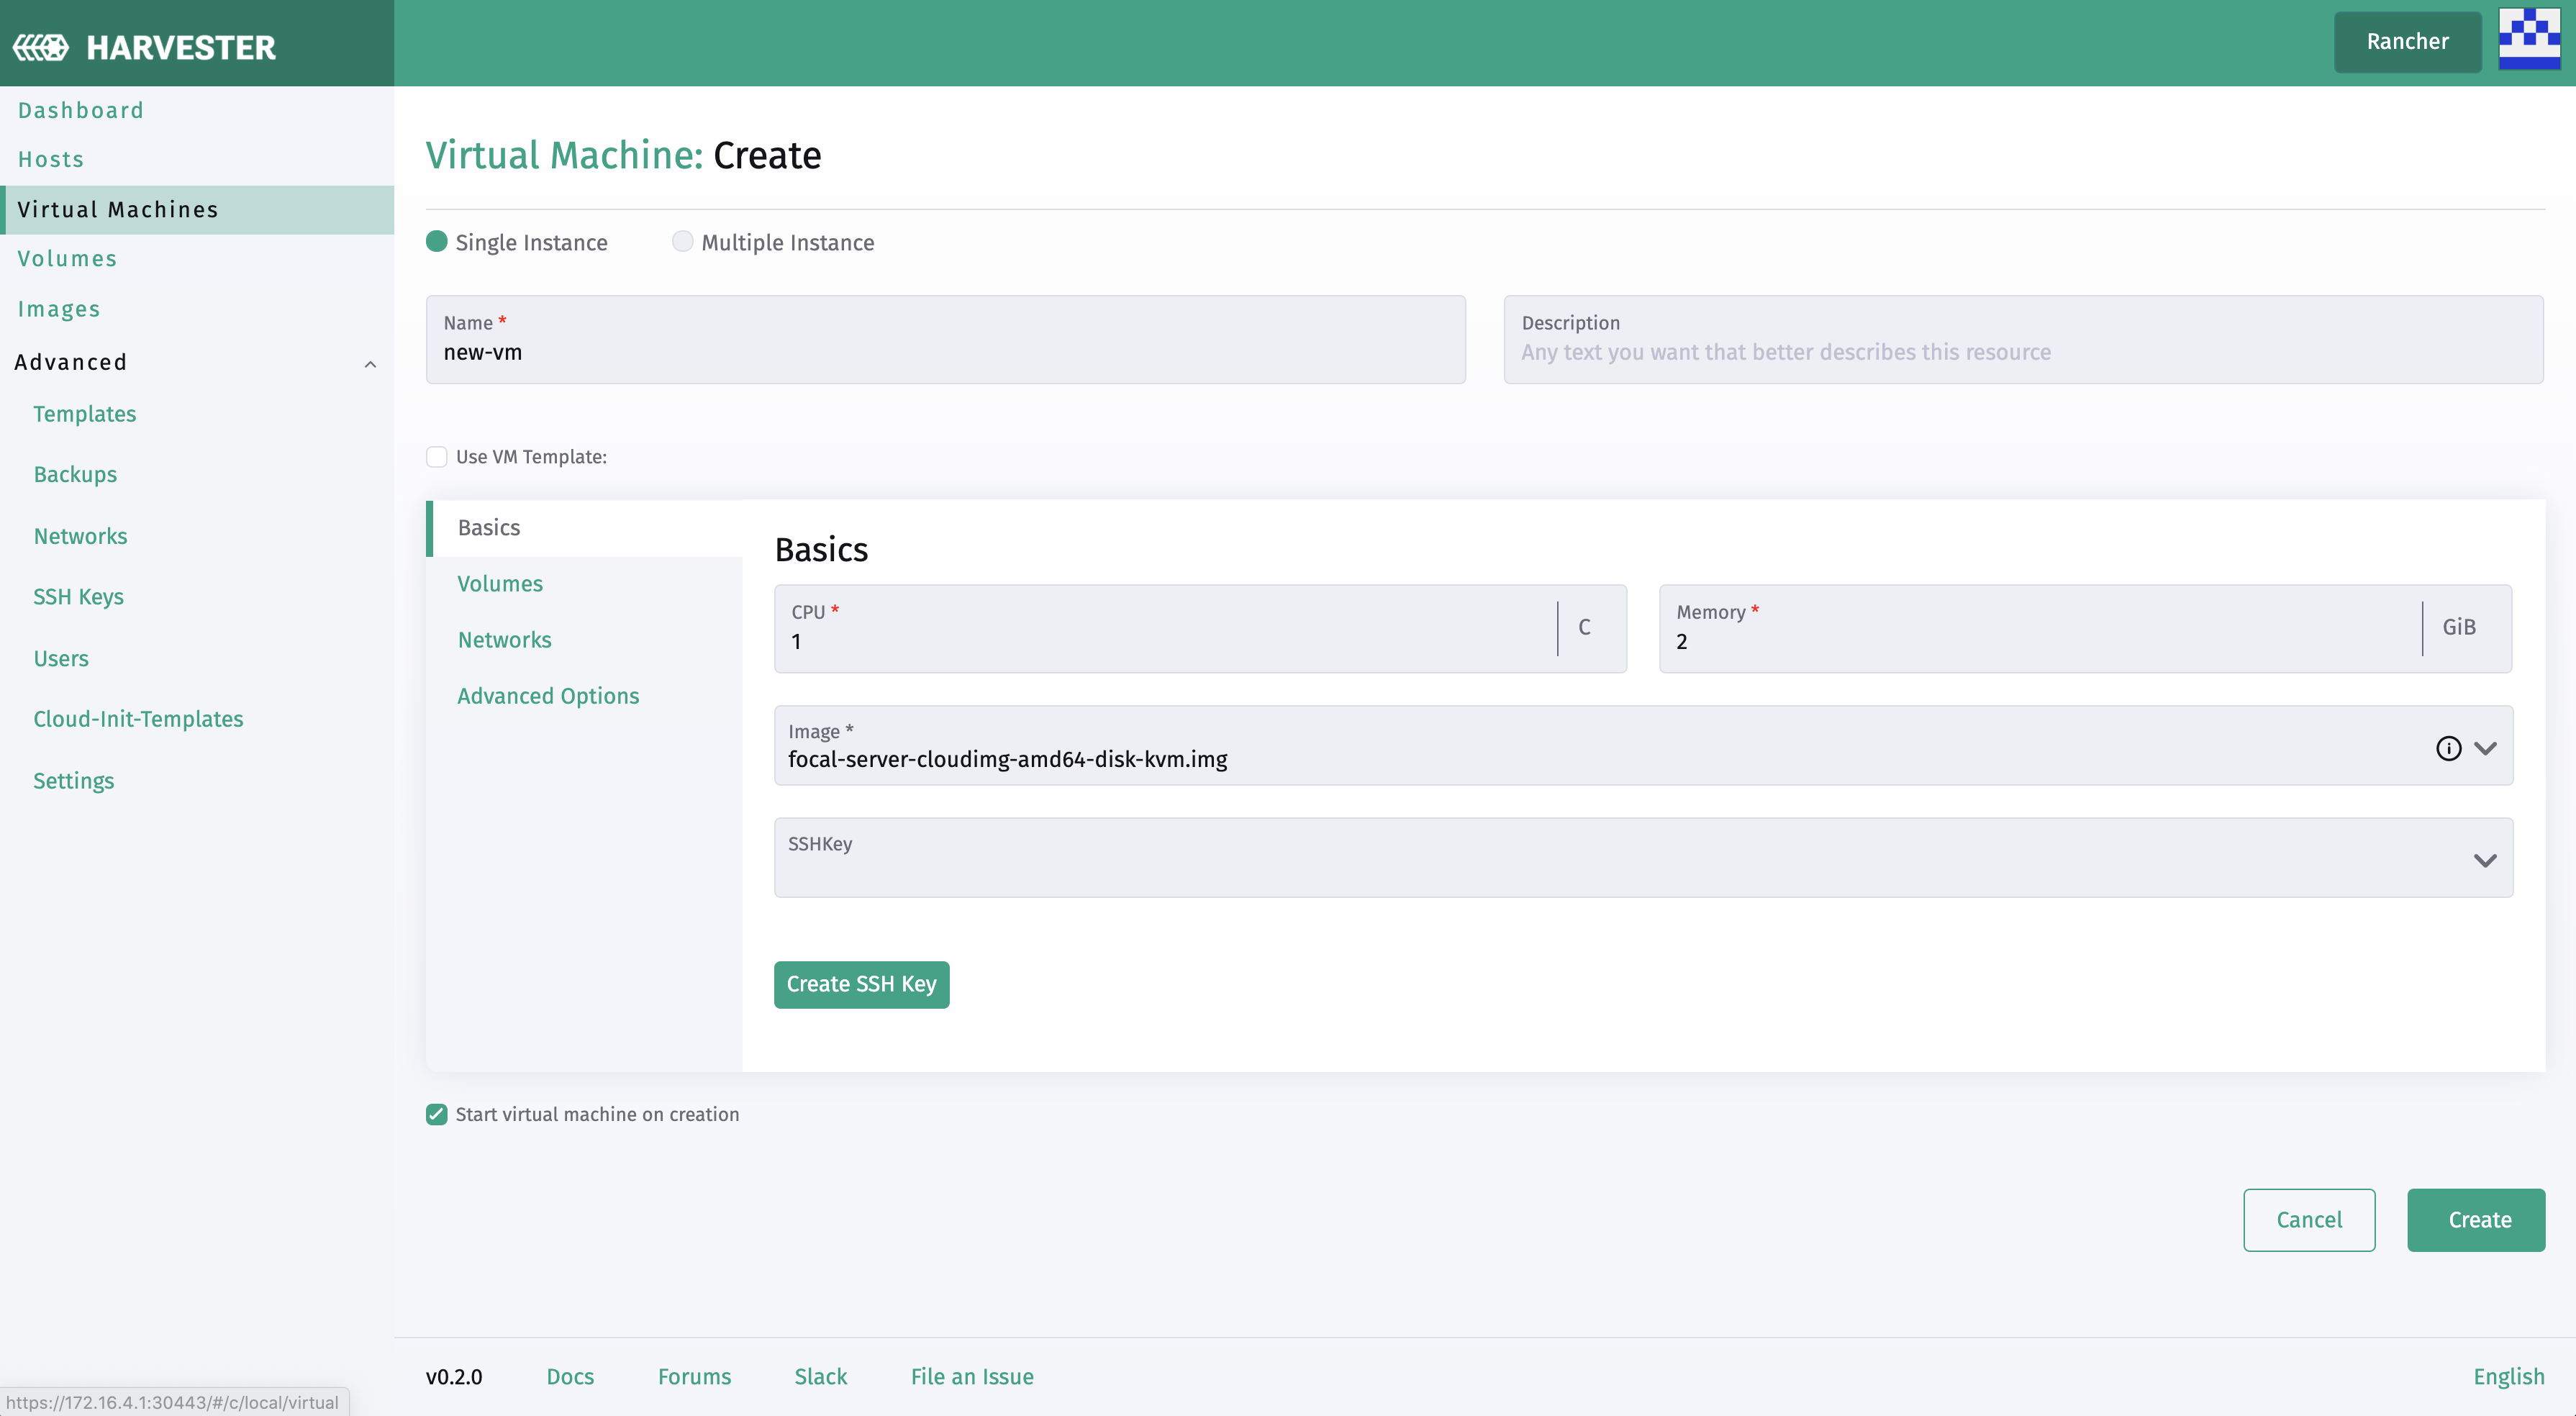 HARVESTER
Rancher
Dashboard
Hosts
Virtual Machines
Volumes
Images
Advanced
Templates
Backups
Networks
SSH Keys
Users
Cloud-Init-Templates
Settings
Virtual Machine: Create
Single Instance
Multiple Instance
Name *
new-vm
Description
Any text you want that better describes this resource
Use VM Template:
Basics
Volumes
Networks
Advanced Options
Basics
CPU *
1
C
Memory *
2
GiB
Image *
focal-server-cloudimg-amd64-disk-kvm.img
SSHKey
Create SSH Key
Start virtual machine on creation
Cancel
Create
v0.2.0
Docs
Forums
Slack
File an Issue
English
https://172.16.4.1:30443/#/c/local/virtual